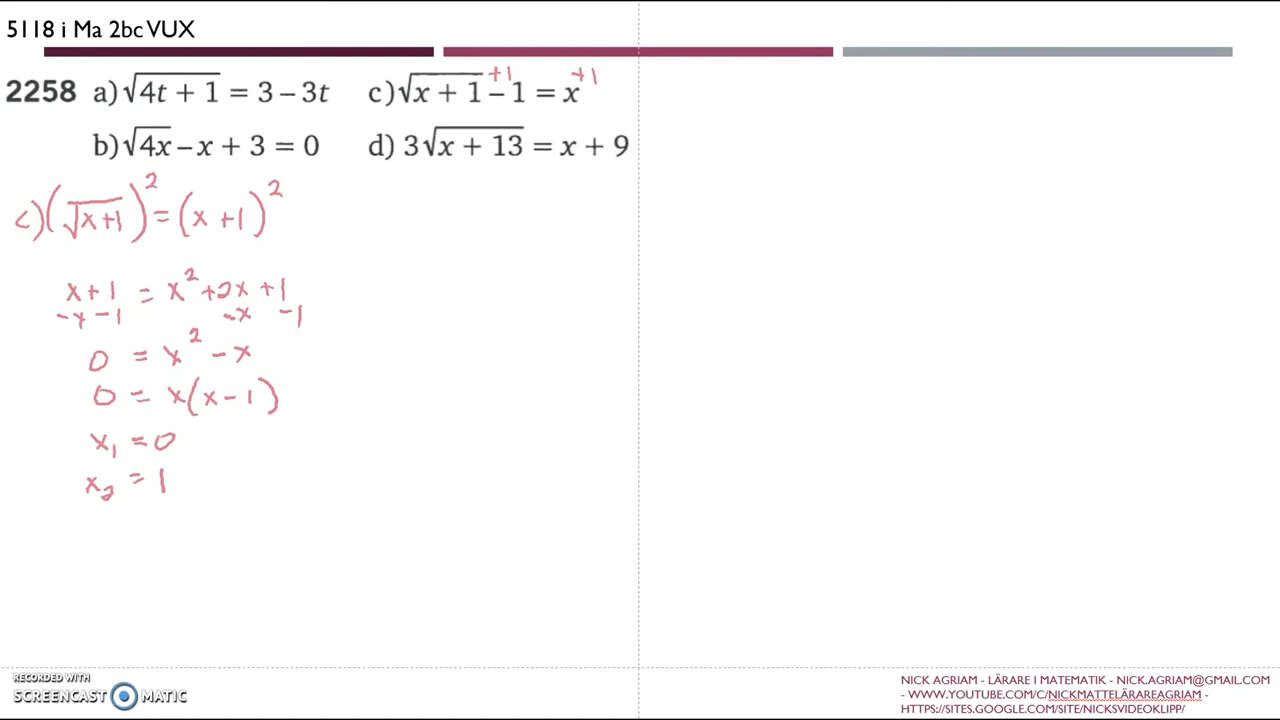 5118 i Ma 2bc VUX
2258 a) √4t + 1 = 3 – 3t c) √x + 1 – 1 = x
+1 +1
b) √4x – x + 3 = 0 d) 3√x + 13 = x + 9
c) (√x+1)² = (x+1)²
x+1 = x² +2x +1
-x -1 -x -1
0 = x² - x
0 = x(x-1)
x₁ = 0
x₂ = 1
RECORDED WITH
SCREENCAST MATIC
NICK AGRIAM - LÄRARE I MATEMATIK - NICK.AGRIAM@GMAIL.COM
- WWW.YOUTUBE.COM/C/NICKMATTELÄRAREAGRIAM -
HTTPS://SITES.GOOGLE.COM/SITE/NICKSVIDEOKLIPP/